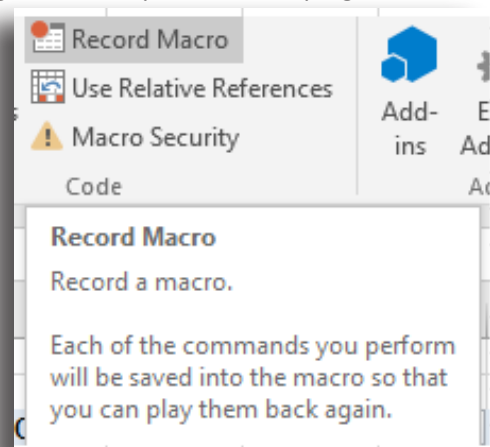 Record Macro
Use Relative References
Macro Security
Code
Add-
ins
Record Macro
Record a macro.
Each of the commands you perform
will be saved into the macro so that
you can play them back again.